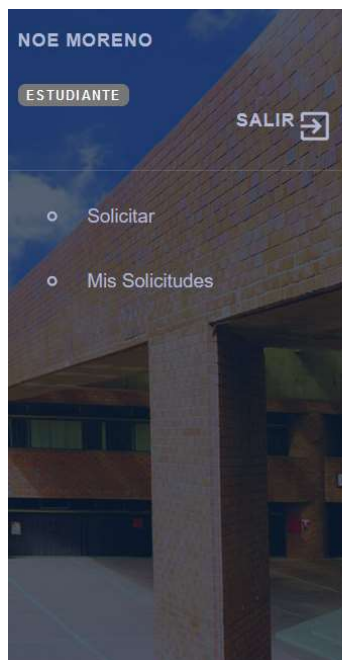 NOE MORENO
ESTUDIANTE
SALIR
Solicitar
Mis Solicitudes